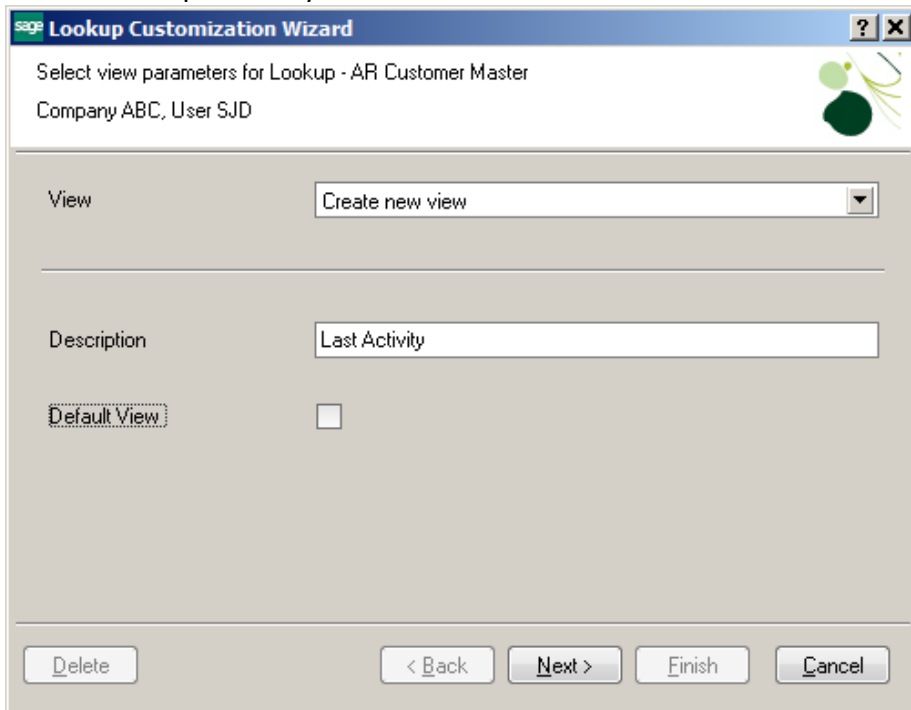 sage Lookup Customization Wizard ? X
Select view parameters for Lookup - AR Customer Master
Company ABC, User SJD
View Create new view
Description Last Activity
Default View
Delete < Back Next > Finish Cancel